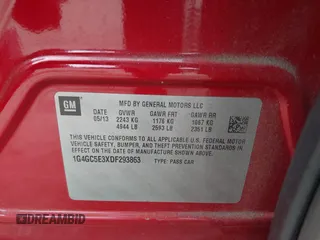 GM
MFD BY GENERAL MOTORS LLC
DATE GVWR GAWR FRT GAWR RR
05/13 2243 KG 1176 KG 1067 KG
4944 LB 2593 LB 2351 LB
THIS VEHICLE CONFORMS TO ALL APPLICABLE U.S. FEDERAL MOTOR
VEHICLE SAFETY, BUMPER, AND THEFT PREVENTION STANDARDS
IN EFFECT ON THE DATE OF MANUFACTURE SHOWN ABOVE.
1G4GC5E3XDF293863 TYPE: PASS CAR
© DREAMBID